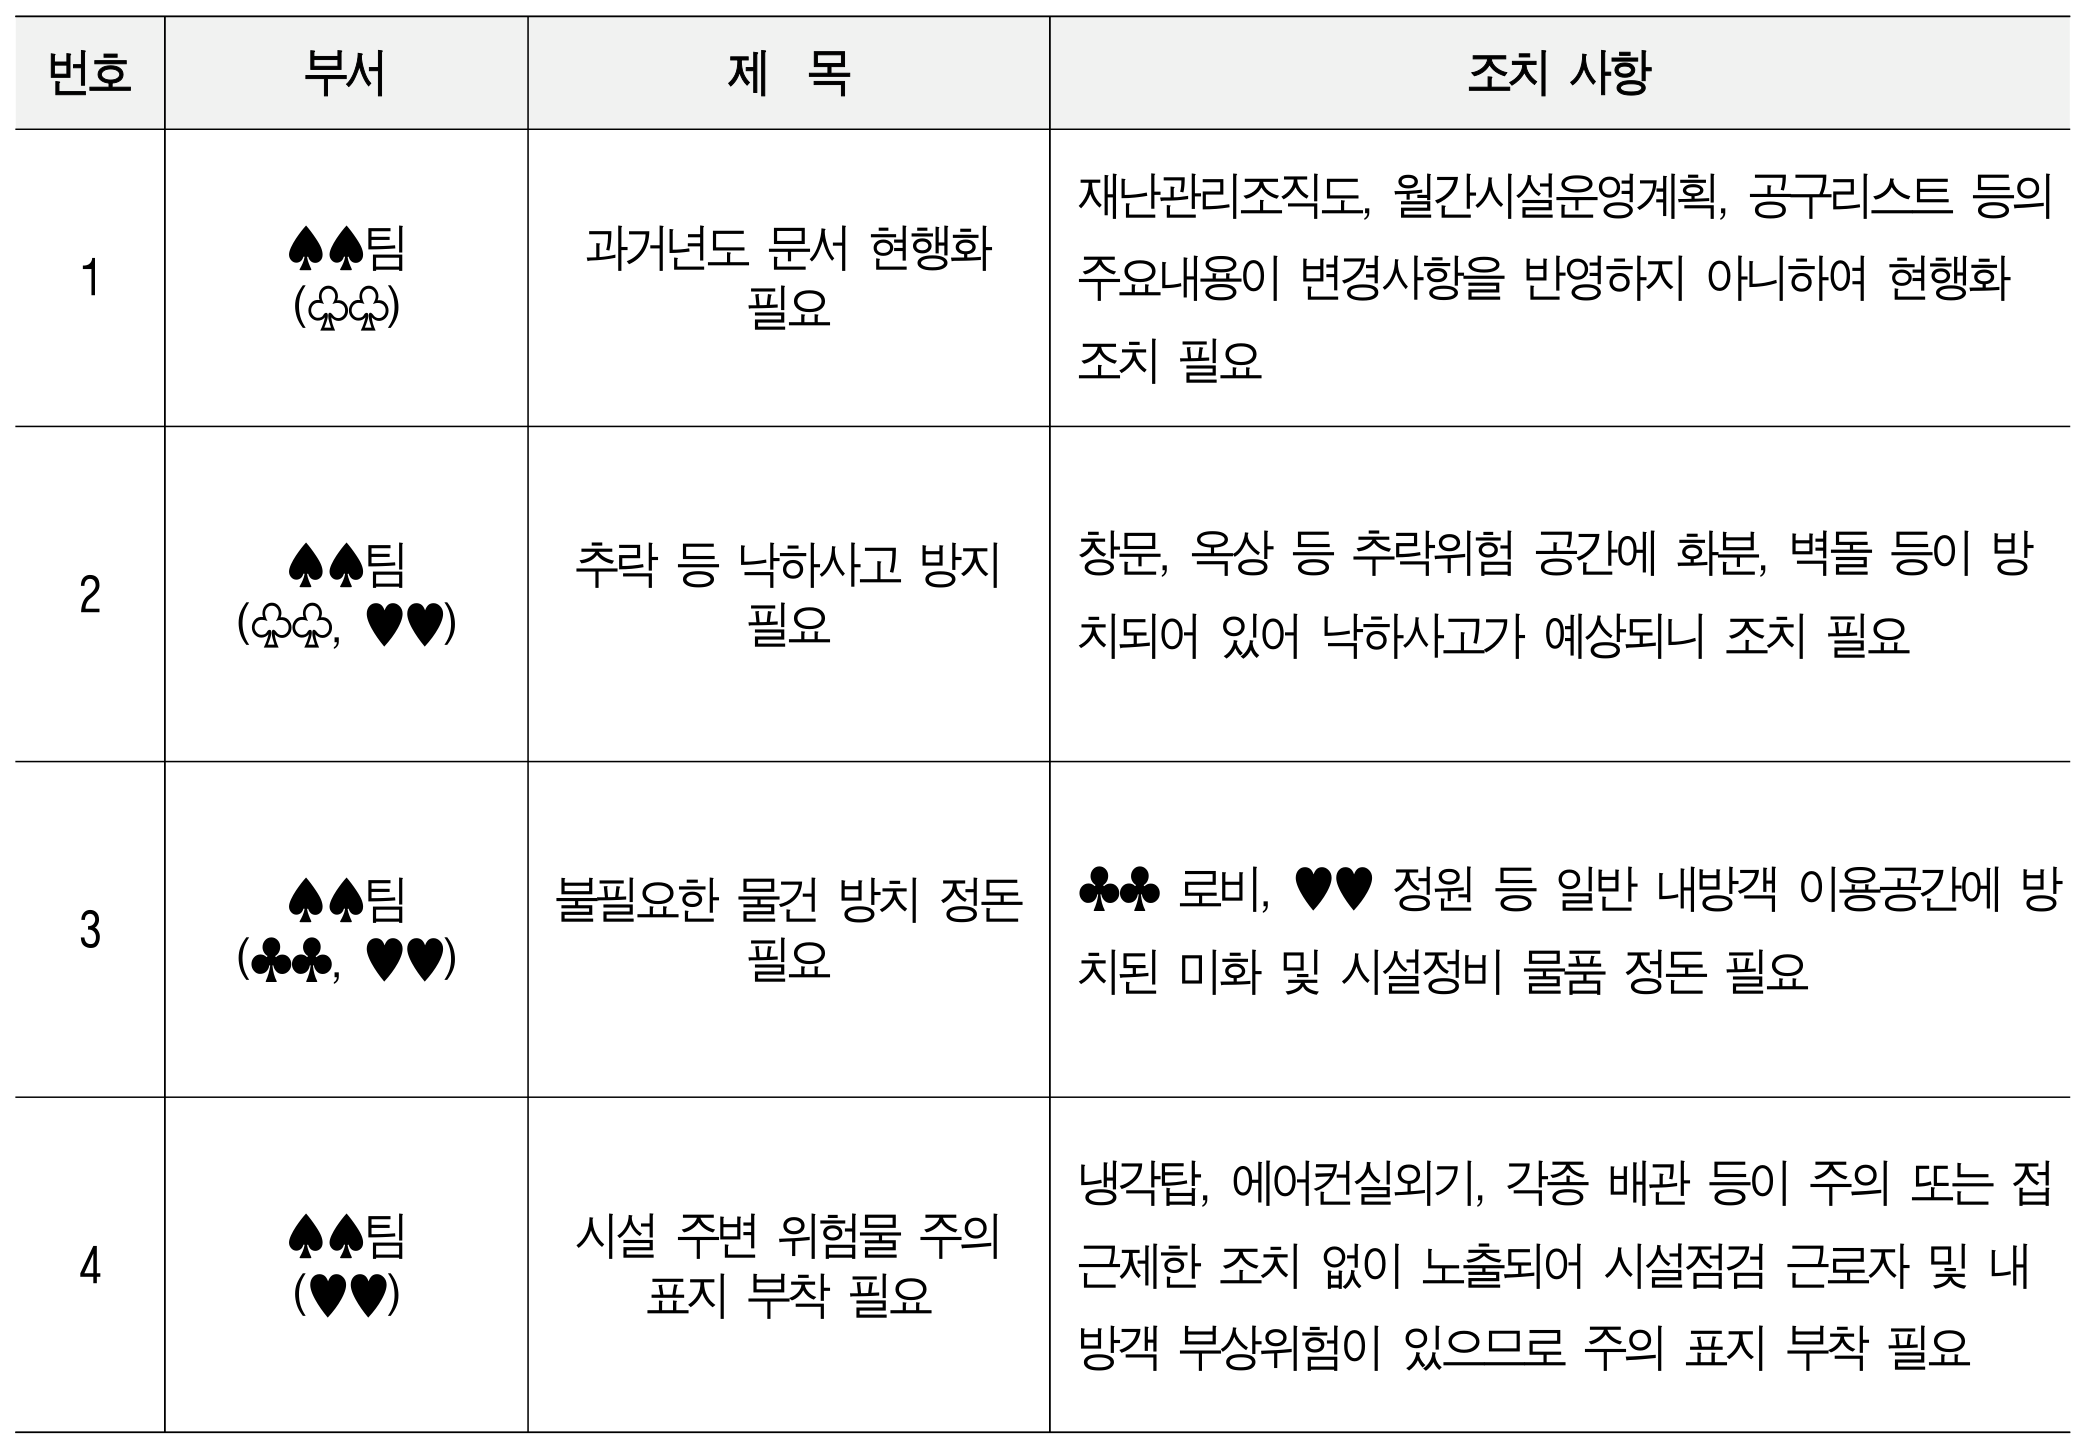 번호 부서 제 목 조치 사항
1
♠♠팀
(♧♧)
과거년도 문서 현행화
필요
재난관리조직도, 월간시설운영계획, 공구리스트 등의
주요내용이 변경사항을 반영하지 아니하여 현행화
조치 필요
2
♠♠팀
(♧♧, ♥♥)
추락 등 낙하사고 방지
필요
창문, 옥상 등 추락위험 공간에 화분, 벽돌 등이 방
치되어 있어 낙하사고가 예상되니 조치 필요
3
♠♠팀
(♣♣, ♥♥)
불필요한 물건 방치 정돈
필요
♣♣ 로비, ♥♥ 정원 등 일반 내방객 이용공간에 방
치된 미화 및 시설정비 물품 정돈 필요
4
♠♠팀
(♥♥)
시설 주변 위험물 주의
표지 부착 필요
냉각탑, 에어컨실외기, 각종 배관 등이 주의 또는 접
근제한 조치 없이 노출되어 시설점검 근로자 및 내
방객 부상위험이 있으므로 주의 표지 부착 필요